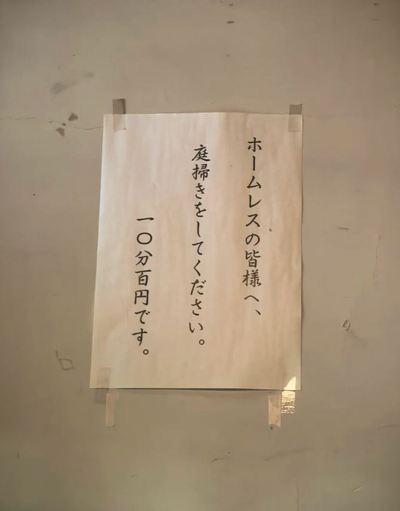 ホームレスの皆様へ、
庭掃きをしてください。
一〇分百円です。